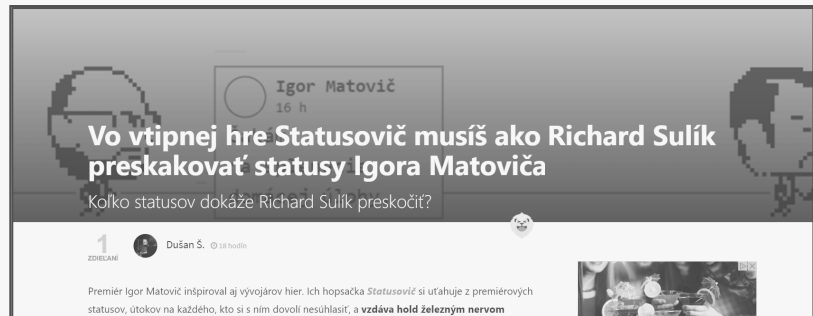 Igor Matovič
16 h
Vo vtipnej hre Statusovič musíš ako Richard Sulík
preskakovať statusy Igora Matoviča
Koľko statusov dokáže Richard Sulík preskočiť?
1
ZDIEĽANÍ
Dušan Š. 18 hodín
Premiér Igor Matovič inšpiroval aj vývojárov hier. Ich hopsačka Statusovič si uťahuje z premiérových
statusov, útokov na každého, kto si s ním dovolí nesúhlasiť, a vzdáva hold železným nervom